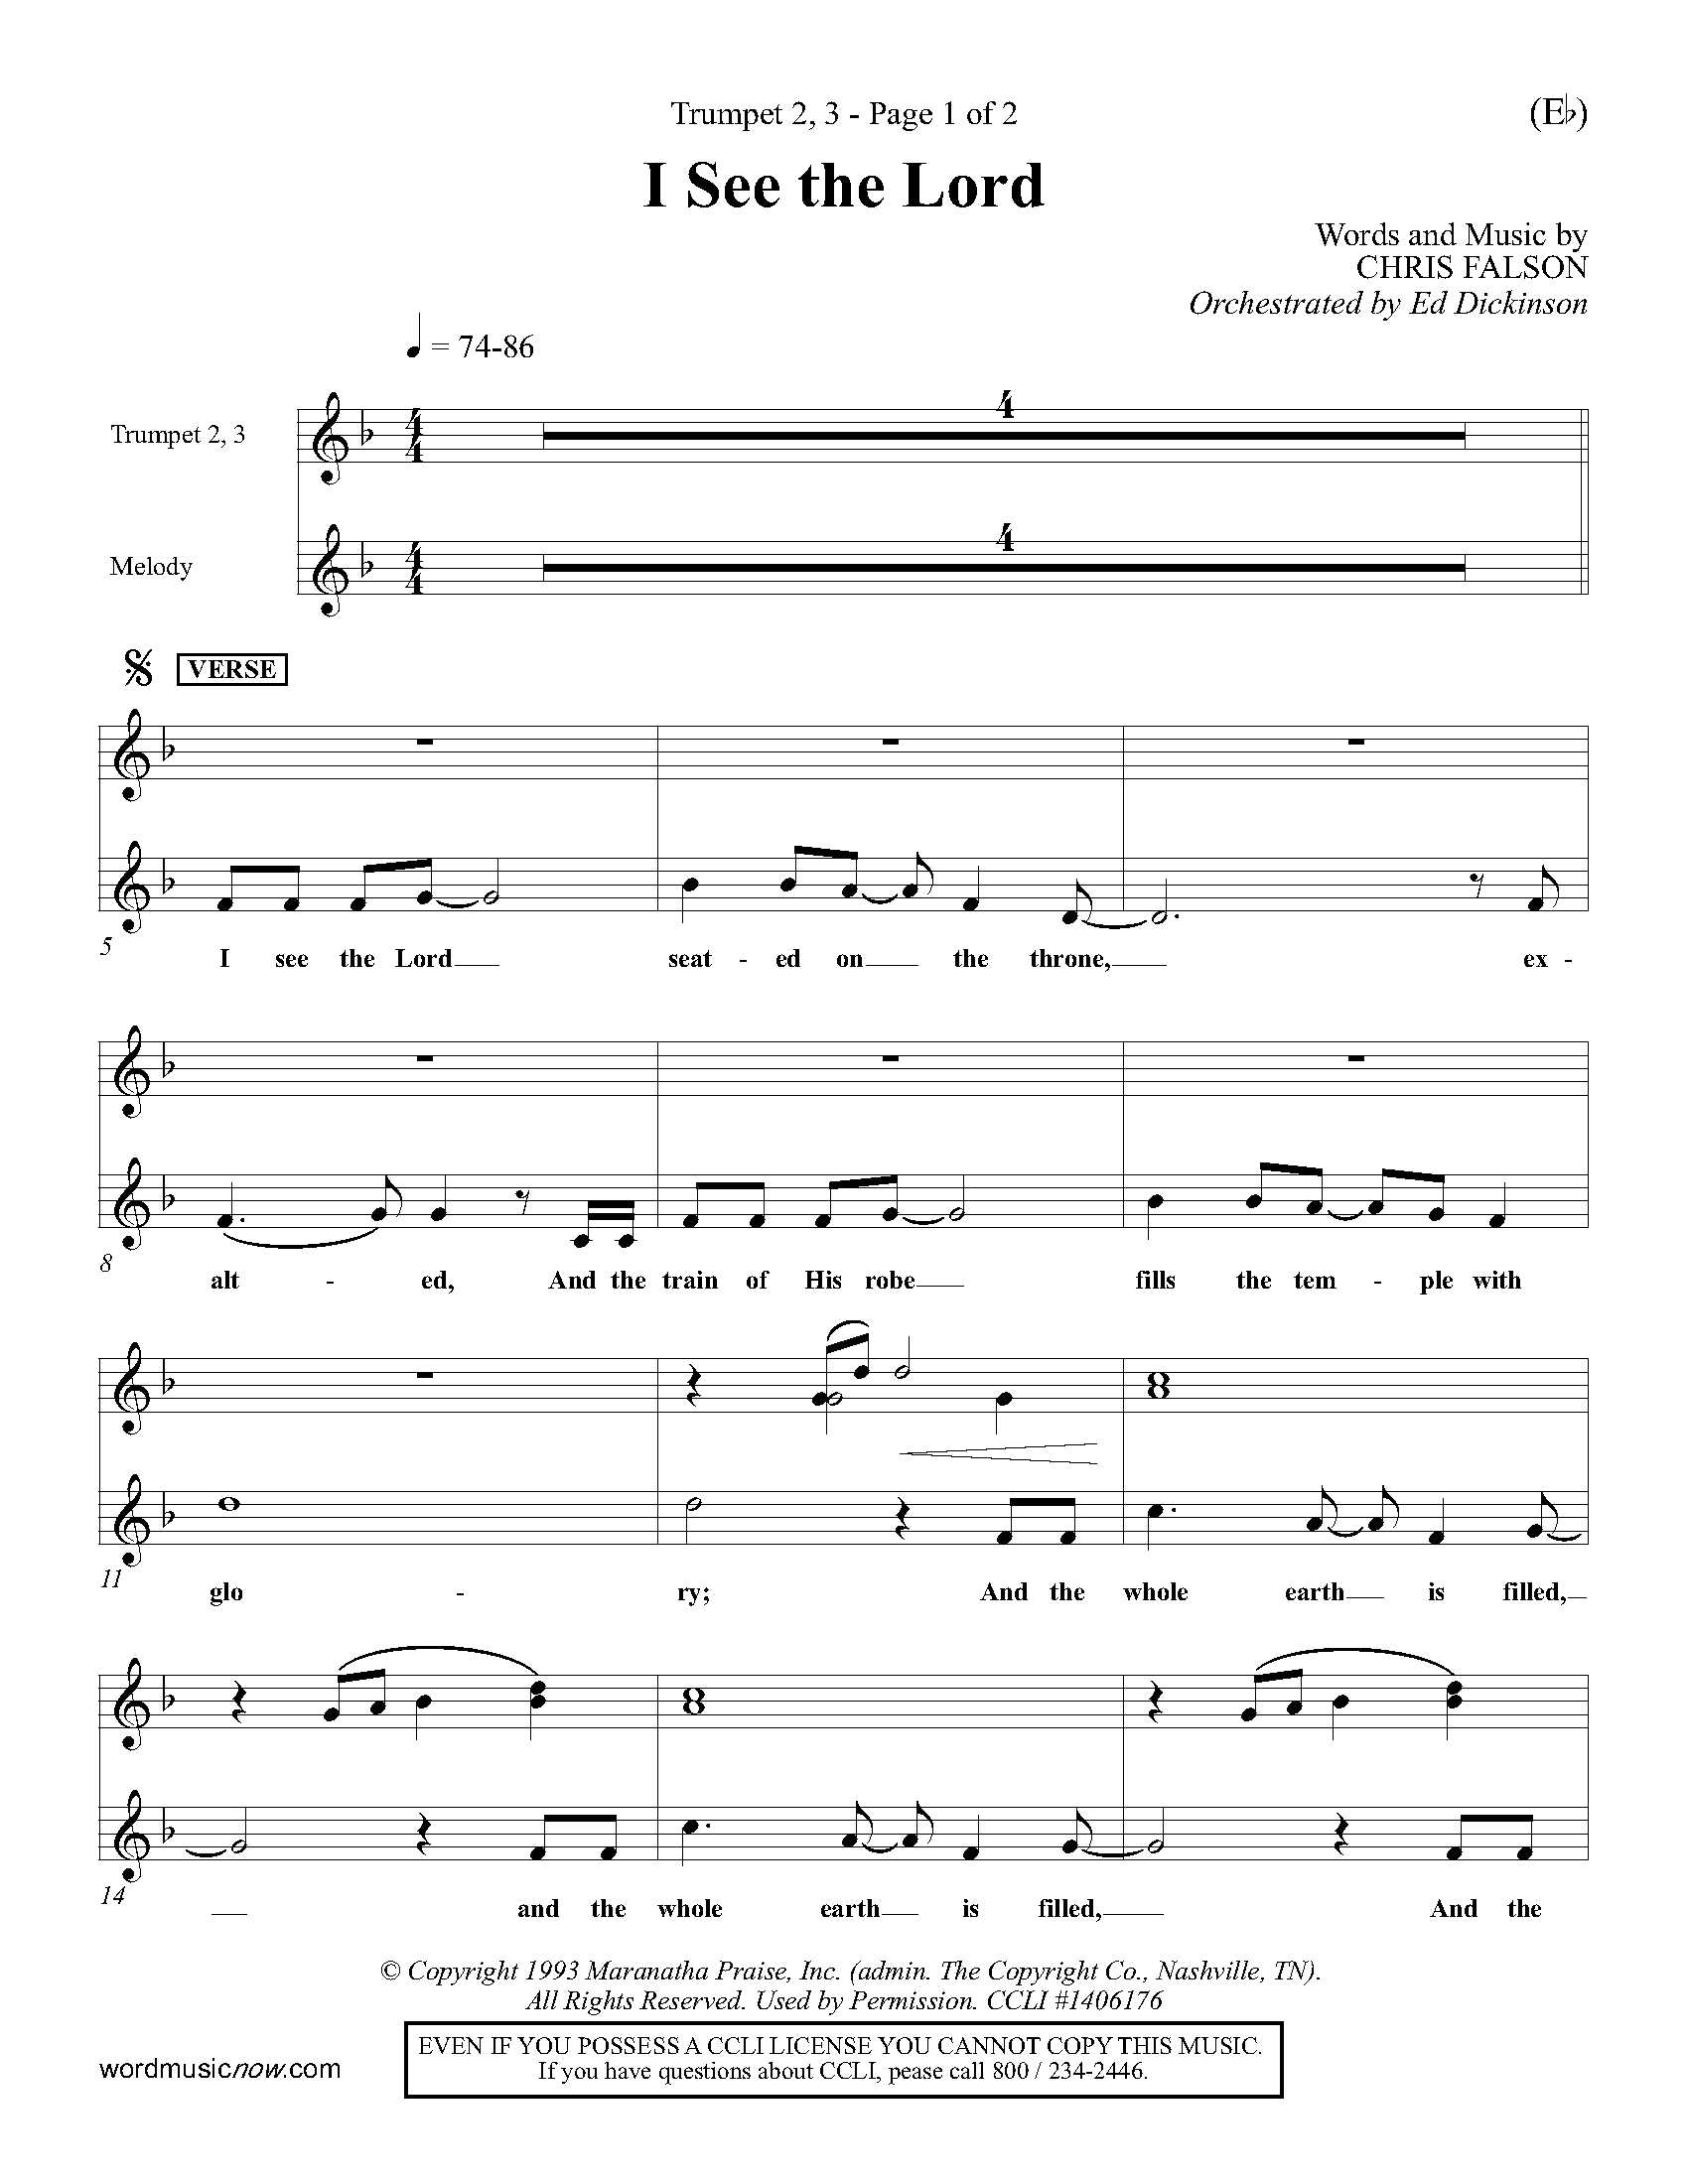 Trumpet 2, 3 - Page 1 of 2
(E♭)
I See the Lord
Words and Music by
CHRIS FALSON
Orchestrated by Ed Dickinson
♩ = 74-86
Trumpet 2, 3
4
Melody
4
VERSE
5
I see the Lord seat - ed on the throne, ex-
8
alt - ed, And the train of His robe fills the tem - ple with
11
glo - ry; And the whole earth is filled,
14
and the whole earth is filled, And the
© Copyright 1993 Maranatha Praise, Inc. (admin. The Copyright Co., Nashville, TN).
All Rights Reserved. Used by Permission. CCLI #1406176
EVEN IF YOU POSSESS A CCLI LICENSE YOU CANNOT COPY THIS MUSIC.
If you have questions about CCLI, pease call 800 / 234-2446.
wordmusicnow.com